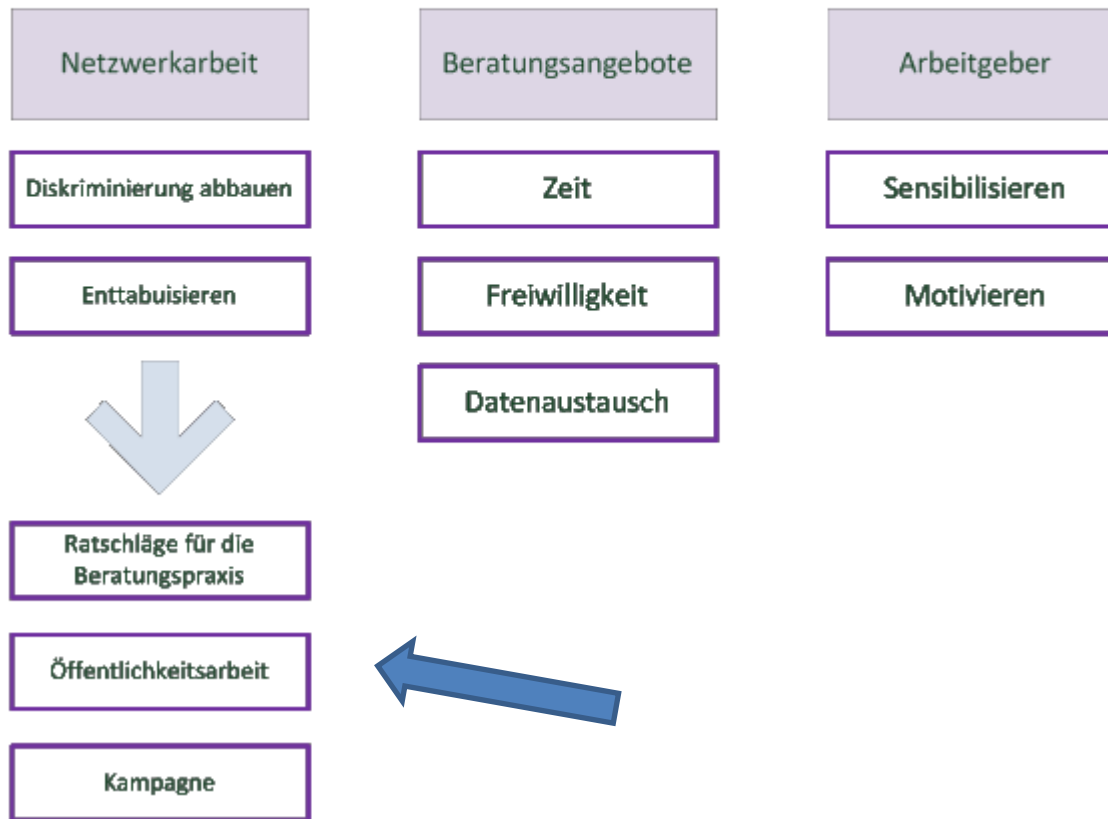 Netzwerkarbeit
Beratungsangebote
Arbeitgeber
Diskriminierung abbauen
Zeit
Sensibilisieren
Enttabuisieren
Freiwilligkeit
Motivieren
Datenaustausch
Ratschläge für die
Beratungspraxis
Öffentlichkeitsarbeit
Kampagne